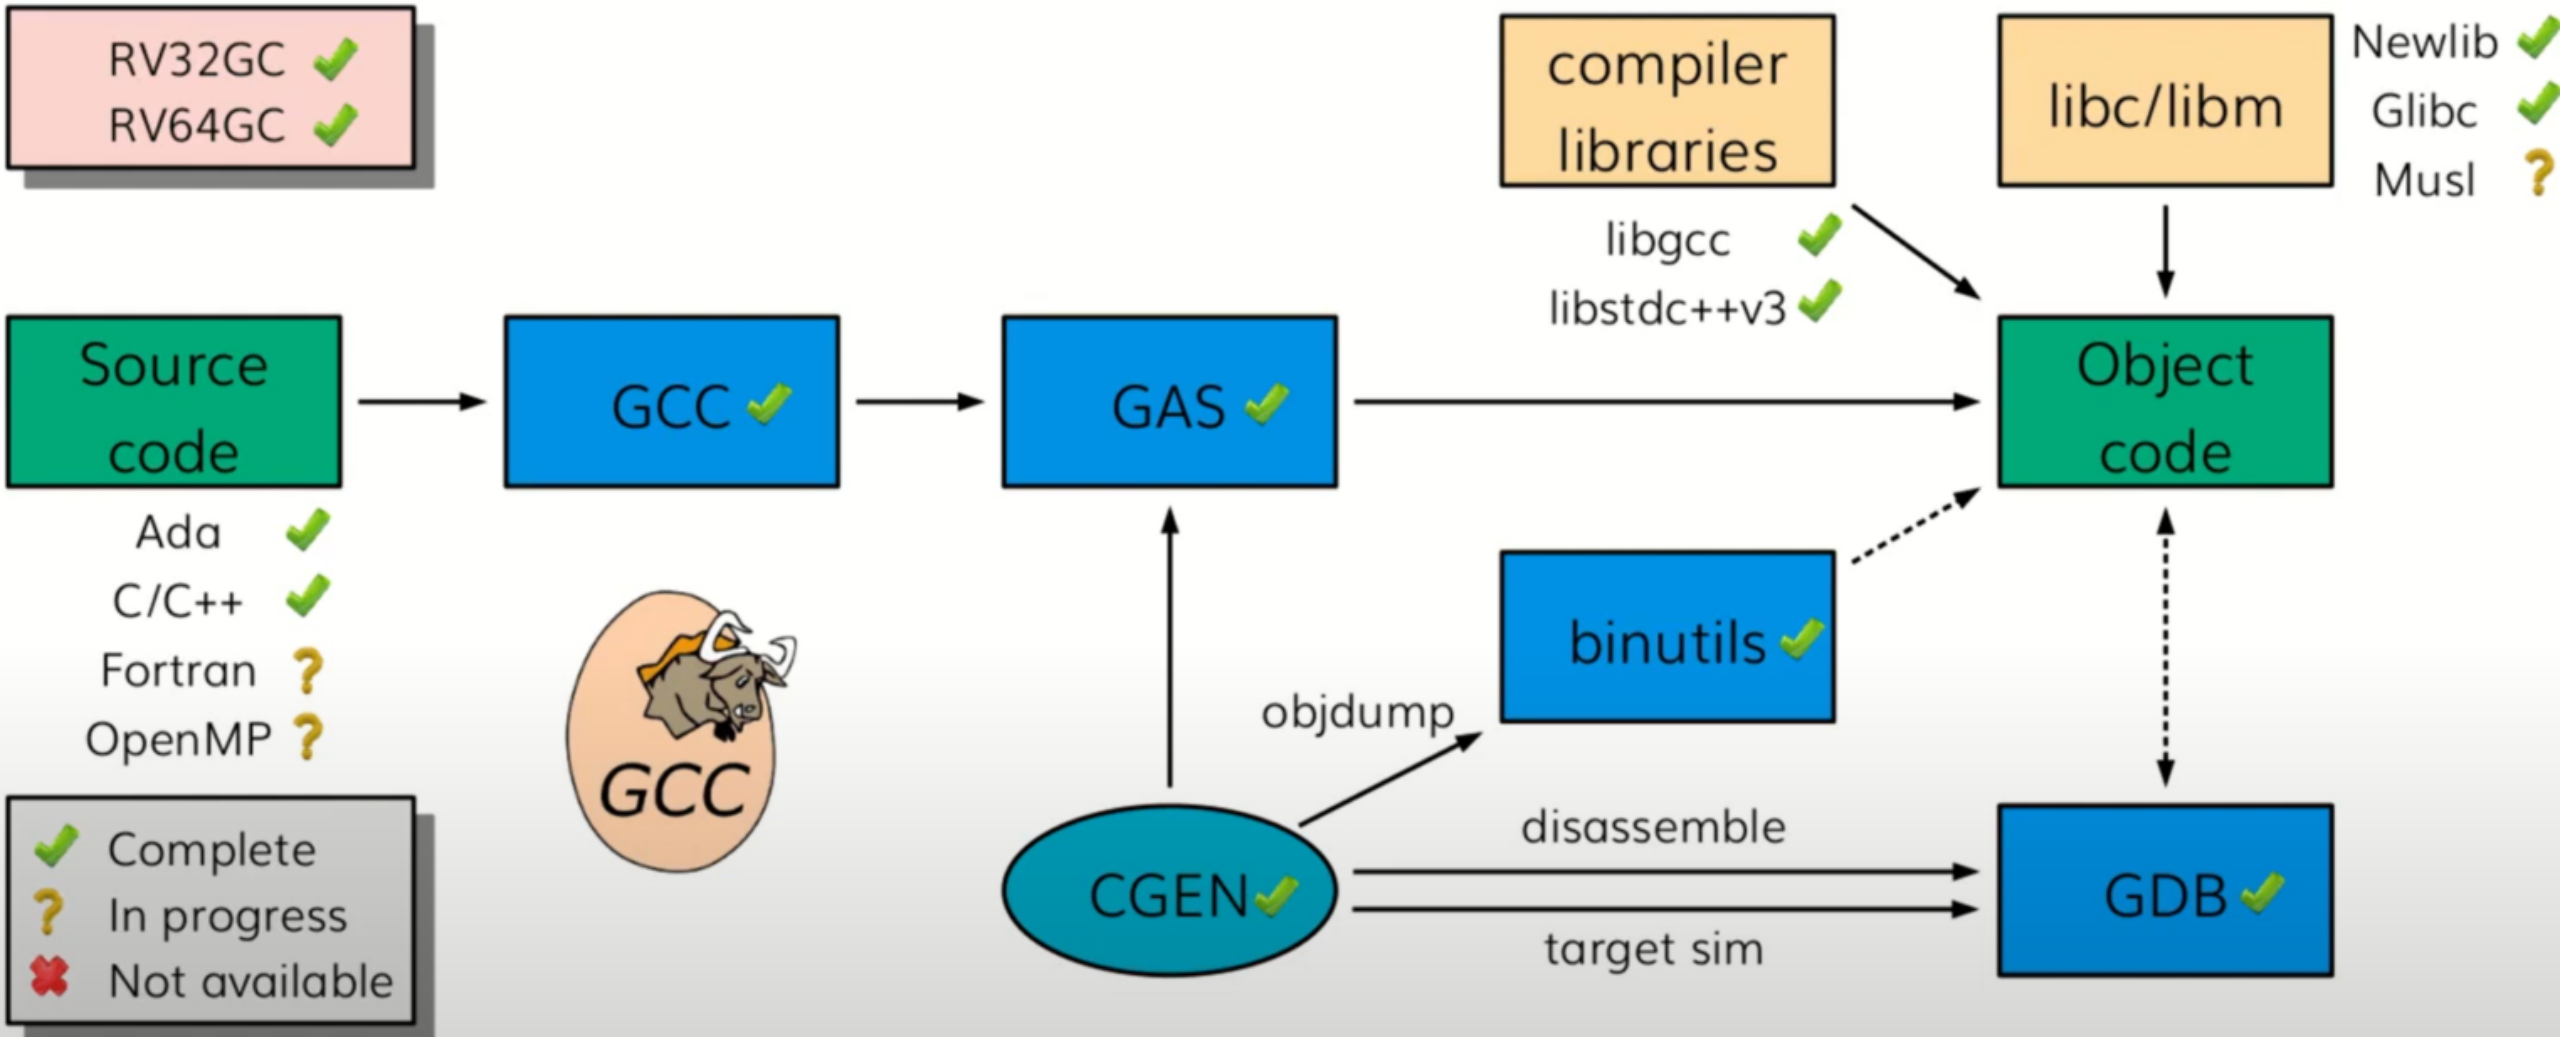 RV32GC
RV64GC
compiler
libraries
libc/libm
Newlib
Glibc
Musl
libgcc
libstdc++v3
Source
code
GCC
GAS
Object
code
Ada
C/C++
Fortran
OpenMP
GCC
binutils
objdump
Complete
In progress
Not available
CGEN
disassemble
target sim
GDB